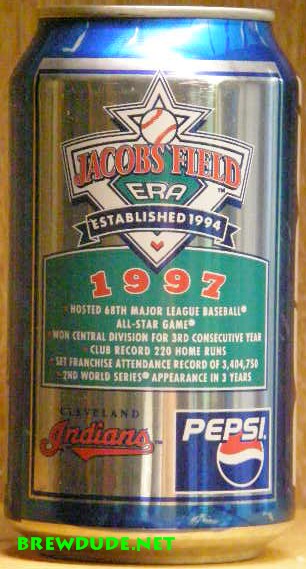 JACOBS FIELD
ERA™
ESTABLISHED 1994
1997
• HOSTED 68TH MAJOR LEAGUE BASEBALL®
ALL-STAR GAME®
• WON CENTRAL DIVISION FOR 3RD CONSECUTIVE YEAR
• CLUB RECORD 220 HOME RUNS
• SET FRANCHISE ATTENDANCE RECORD OF 3,404,750
• 2ND WORLD SERIES® APPEARANCE IN 3 YEARS
CLEVELAND
Indians™
PEPSI
BREWDUDE.NET